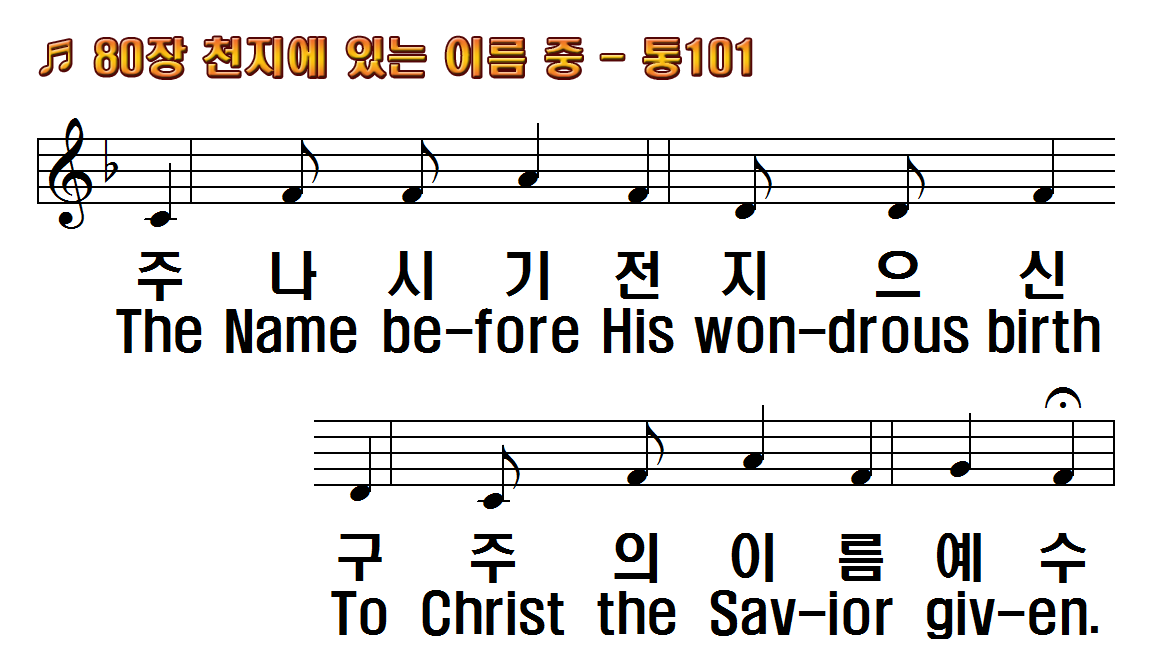 ♬ 80장 천지에 있는 이름 중 - 통101
주 나 시 기 전 지 으 신
The Name be-fore His won-drous birth
구 주 의 이 름 예 수
To Christ the Sav-ior giv-en.